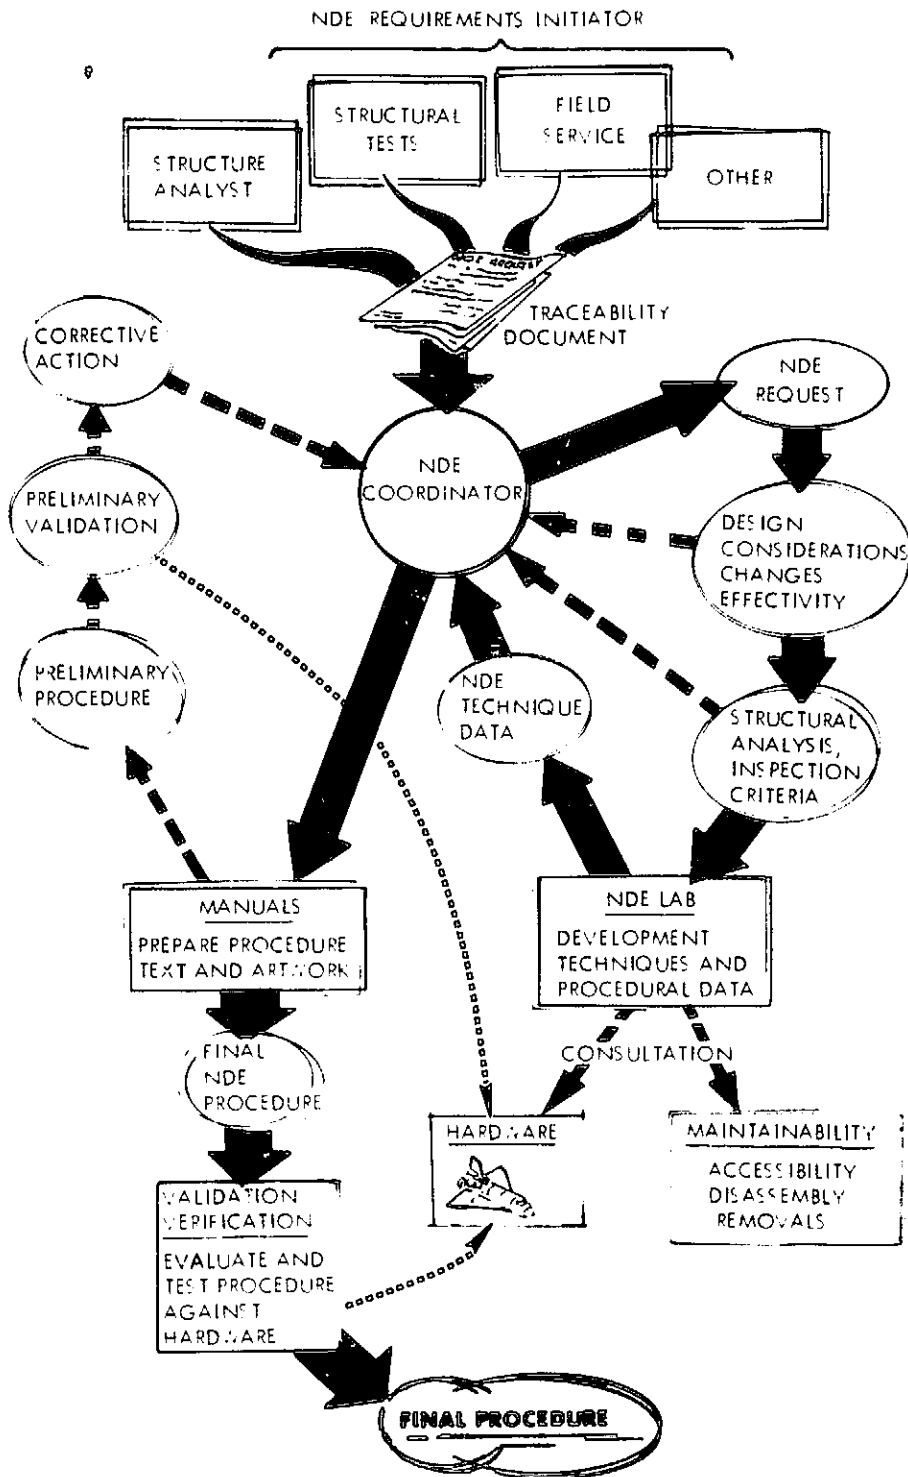 NDE REQUIREMENTS INITIATOR
STRUCTURE
ANALYST
STRUCTURAL
TESTS
FIELD
SERVICE
OTHER
TRACEABILITY
DOCUMENT
CORRECTIVE
ACTION
NDE
REQUEST
NDE
COORDINATOR
PRELIMINARY
VALIDATION
DESIGN
CONSIDERATIONS
CHANGES
EFFECTIVITY
PRELIMINARY
PROCEDURE
NDE
TECHNIQUE
DATA
STRUCTURAL
ANALYSIS,
INSPECTION
CRITERIA
MANUALS
PREPARE PROCEDURE
TEXT AND ARTWORK
NDE LAB
DEVELOPMENT
TECHNIQUES AND
PROCEDURAL DATA
FINAL
NDE
PROCEDURE
CONSULTATION
HARDWARE
MAINTAINABILITY
ACCESSIBILITY
DISASSEMBLY
REMOVALS
VALIDATION
VERIFICATION
EVALUATE AND
TEST PROCEDURE
AGAINST
HARDWARE
FINAL PROCEDURE